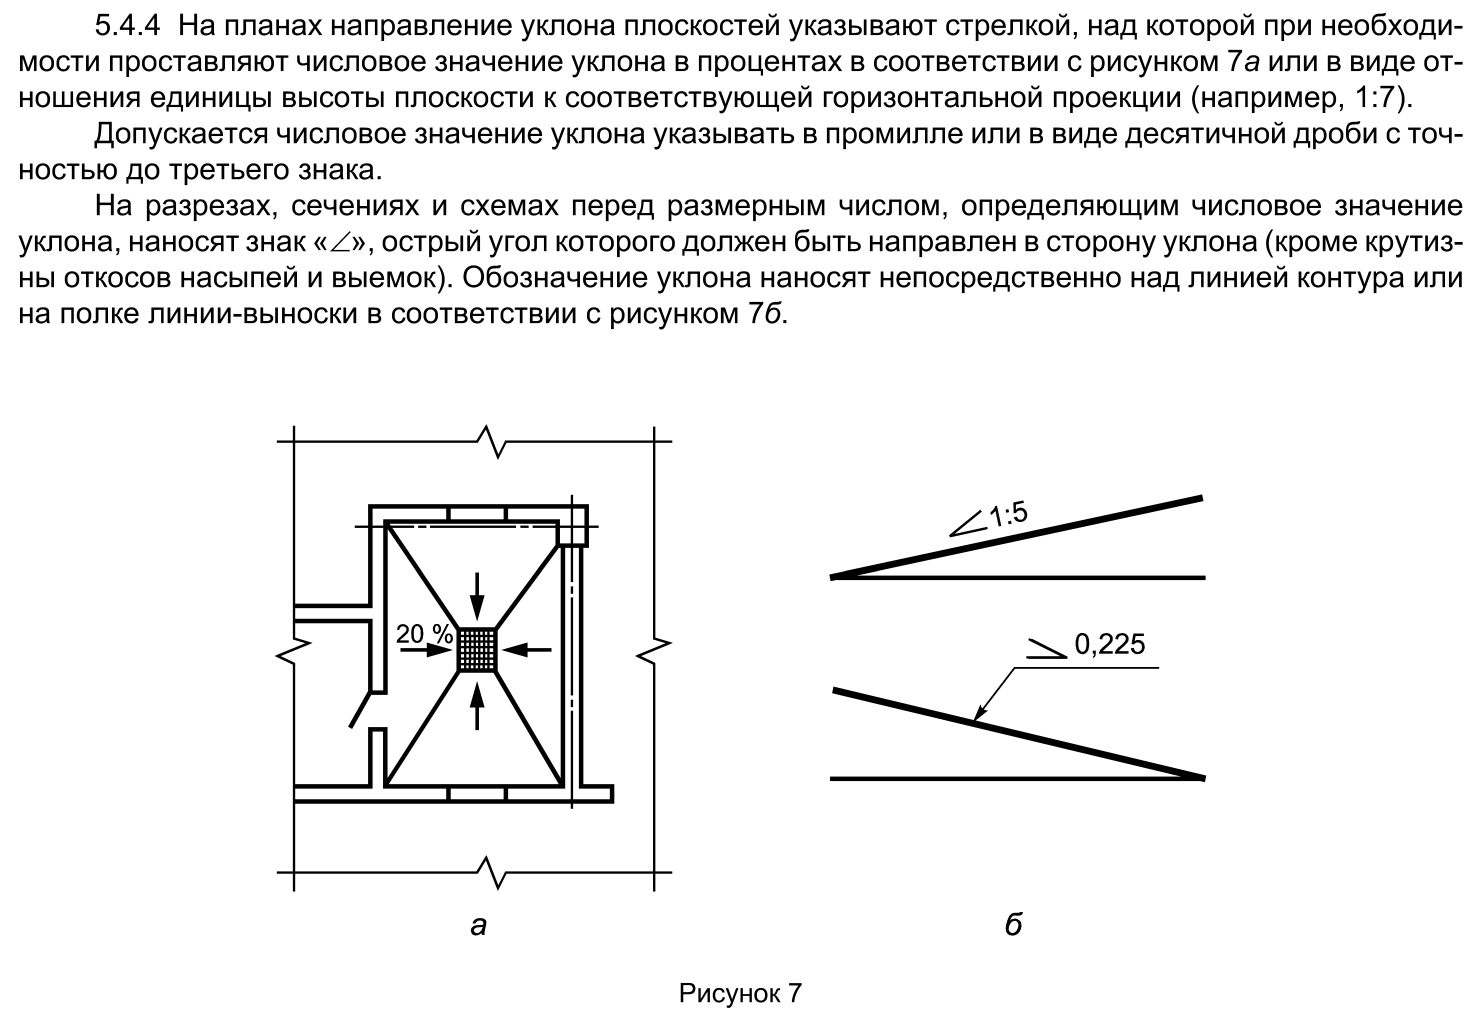 5.4.4 На планах направление уклона плоскостей указывают стрелкой, над которой при необходи-
мости проставляют числовое значение уклона в процентах в соответствии с рисунком 7а или в виде от-
ношения единицы высоты плоскости к соответствующей горизонтальной проекции (например, 1:7).
Допускается числовое значение уклона указывать в промилле или в виде десятичной дроби с точ-
ностью до третьего знака.
На разрезах, сечениях и схемах перед размерным числом, определяющим числовое значение
уклона, наносят знак «∠», острый угол которого должен быть направлен в сторону уклона (кроме крутиз-
ны откосов насыпей и выемок). Обозначение уклона наносят непосредственно над линией контура или
на полке линии-выноски в соответствии с рисунком 7б.
20 %
1:5
0,225
а
б
Рисунок 7